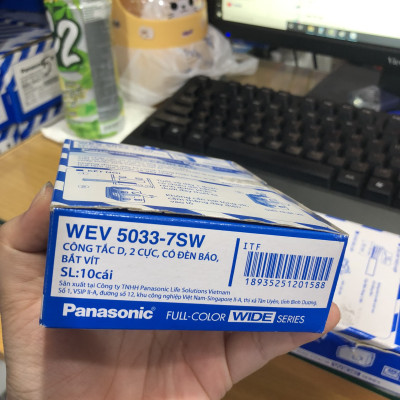 WEV 5033-7SW
CÔNG TẮC D, 2 CỰC, CÓ ĐÈN BÁO,
BẮT VÍT
SL:10cái
Sản xuất tại Công ty TNHH Panasonic Life Solutions Vietnam
Số 1, VSIP II-A, đường số 12, khu công nghiệp Việt Nam-Singapore II-A, thị xã Tân Uyên, tỉnh Bình Dương.
ITF
18935251201588
Panasonic FULL-COLOR WIDE SERIES
Panasonic